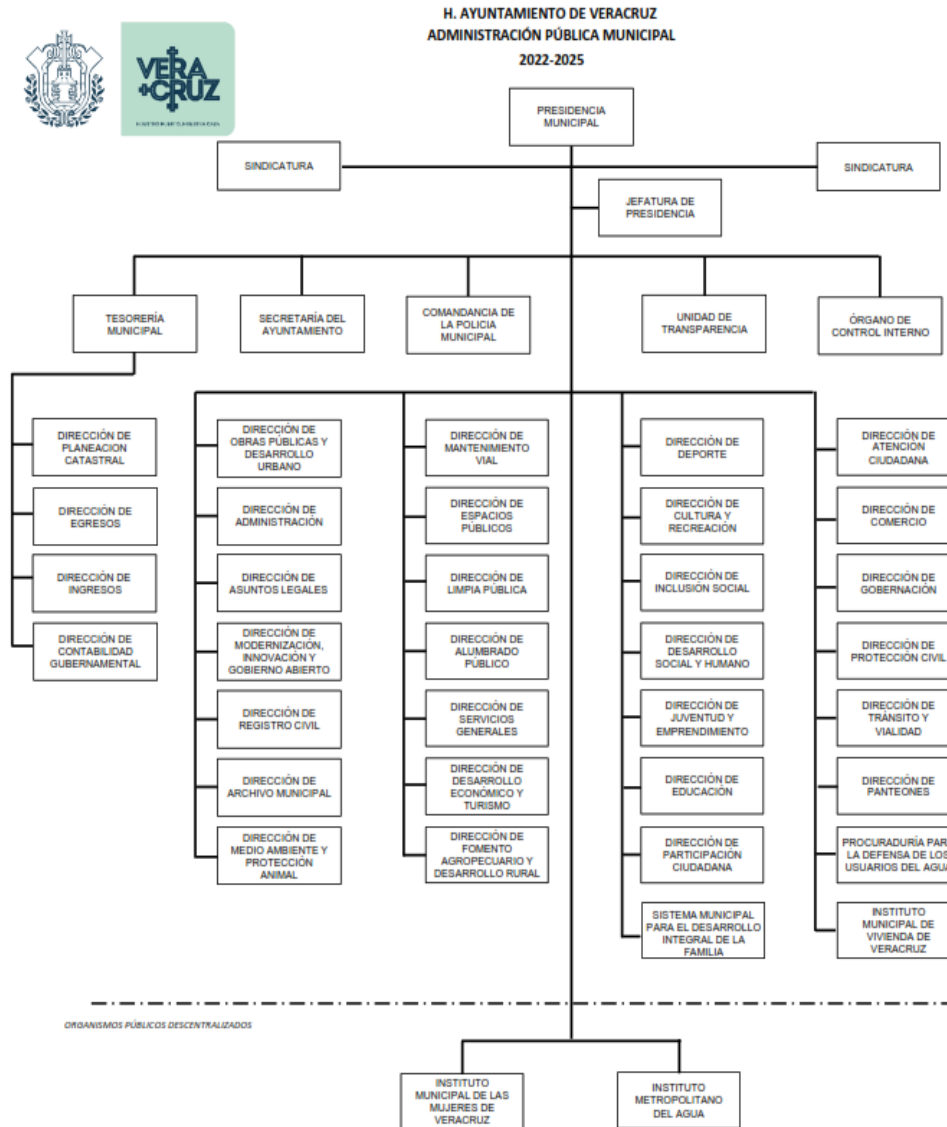 H. AYUNTAMIENTO DE VERACRUZ
ADMINISTRACIÓN PÚBLICA MUNICIPAL
2022-2025
VERA
CRUZ
PRESIDENCIA
MUNICIPAL
SINDICATURA
SINDICATURA
JEFATURA DE
PRESIDENCIA
TESORERÍA
MUNICIPAL
SECRETARÍA DEL
AYUNTAMIENTO
COMANDANCIA DE
LA POLICIA
MUNICIPAL
UNIDAD DE
TRANSPARENCIA
ÓRGANO DE
CONTROL INTERNO
DIRECCIÓN DE
PLANEACION
CATASTRAL
DIRECCIÓN DE
EGRESOS
DIRECCIÓN DE
INGRESOS
DIRECCIÓN DE
CONTABILIDAD
GUBERNAMENTAL
DIRECCIÓN DE
OBRAS PÚBLICAS Y
DESARROLLO
URBANO
DIRECCIÓN DE
ADMINISTRACIÓN
DIRECCIÓN DE
ASUNTOS LEGALES
DIRECCIÓN DE
MODERNIZACIÓN,
INNOVACIÓN Y
GOBIERNO ABIERTO
DIRECCIÓN DE
REGISTRO CIVIL
DIRECCIÓN DE
ARCHIVO MUNICIPAL
DIRECCIÓN DE
MEDIO AMBIENTE Y
PROTECCIÓN
ANIMAL
DIRECCIÓN DE
MANTENIMIENTO
VIAL
DIRECCIÓN DE
ESPACIOS
PÚBLICOS
DIRECCIÓN DE
LIMPIA PÚBLICA
DIRECCIÓN DE
ALUMBRADO
PÚBLICO
DIRECCIÓN DE
SERVICIOS
GENERALES
DIRECCIÓN DE
DESARROLLO
ECONÓMICO Y
TURISMO
DIRECCIÓN DE
FOMENTO
AGROPECUARIO Y
DESARROLLO RURAL
DIRECCIÓN DE
DEPORTE
DIRECCIÓN DE
CULTURA Y
RECREACIÓN
DIRECCIÓN DE
INCLUSIÓN SOCIAL
DIRECCIÓN DE
DESARROLLO
SOCIAL Y HUMANO
DIRECCIÓN DE
JUVENTUD Y
EMPRENDIMIENTO
DIRECCIÓN DE
EDUCACIÓN
DIRECCIÓN DE
PARTICIPACIÓN
CIUDADANA
SISTEMA MUNICIPAL
PARA EL DESARROLLO
INTEGRAL DE LA
FAMILIA
DIRECCIÓN DE
ATENCIÓN
CIUDADANA
DIRECCIÓN DE
COMERCIO
DIRECCIÓN DE
GOBERNACIÓN
DIRECCIÓN DE
PROTECCIÓN CIVIL
DIRECCIÓN DE
TRÁNSITO Y
VIALIDAD
DIRECCIÓN DE
PANTEONES
PROCURADURÍA PAR
LA DEFENSA DE LOS
USUARIOS DEL AGUA
INSTITUTO
MUNICIPAL DE
VIVIENDA DE
VERACRUZ
ORGANISMOS PÚBLICOS DESCENTRALIZADOS
INSTITUTO
MUNICIPAL DE LAS
MUJERES DE
VERACRUZ
INSTITUTO
METROPOLITANO
DEL AGUA